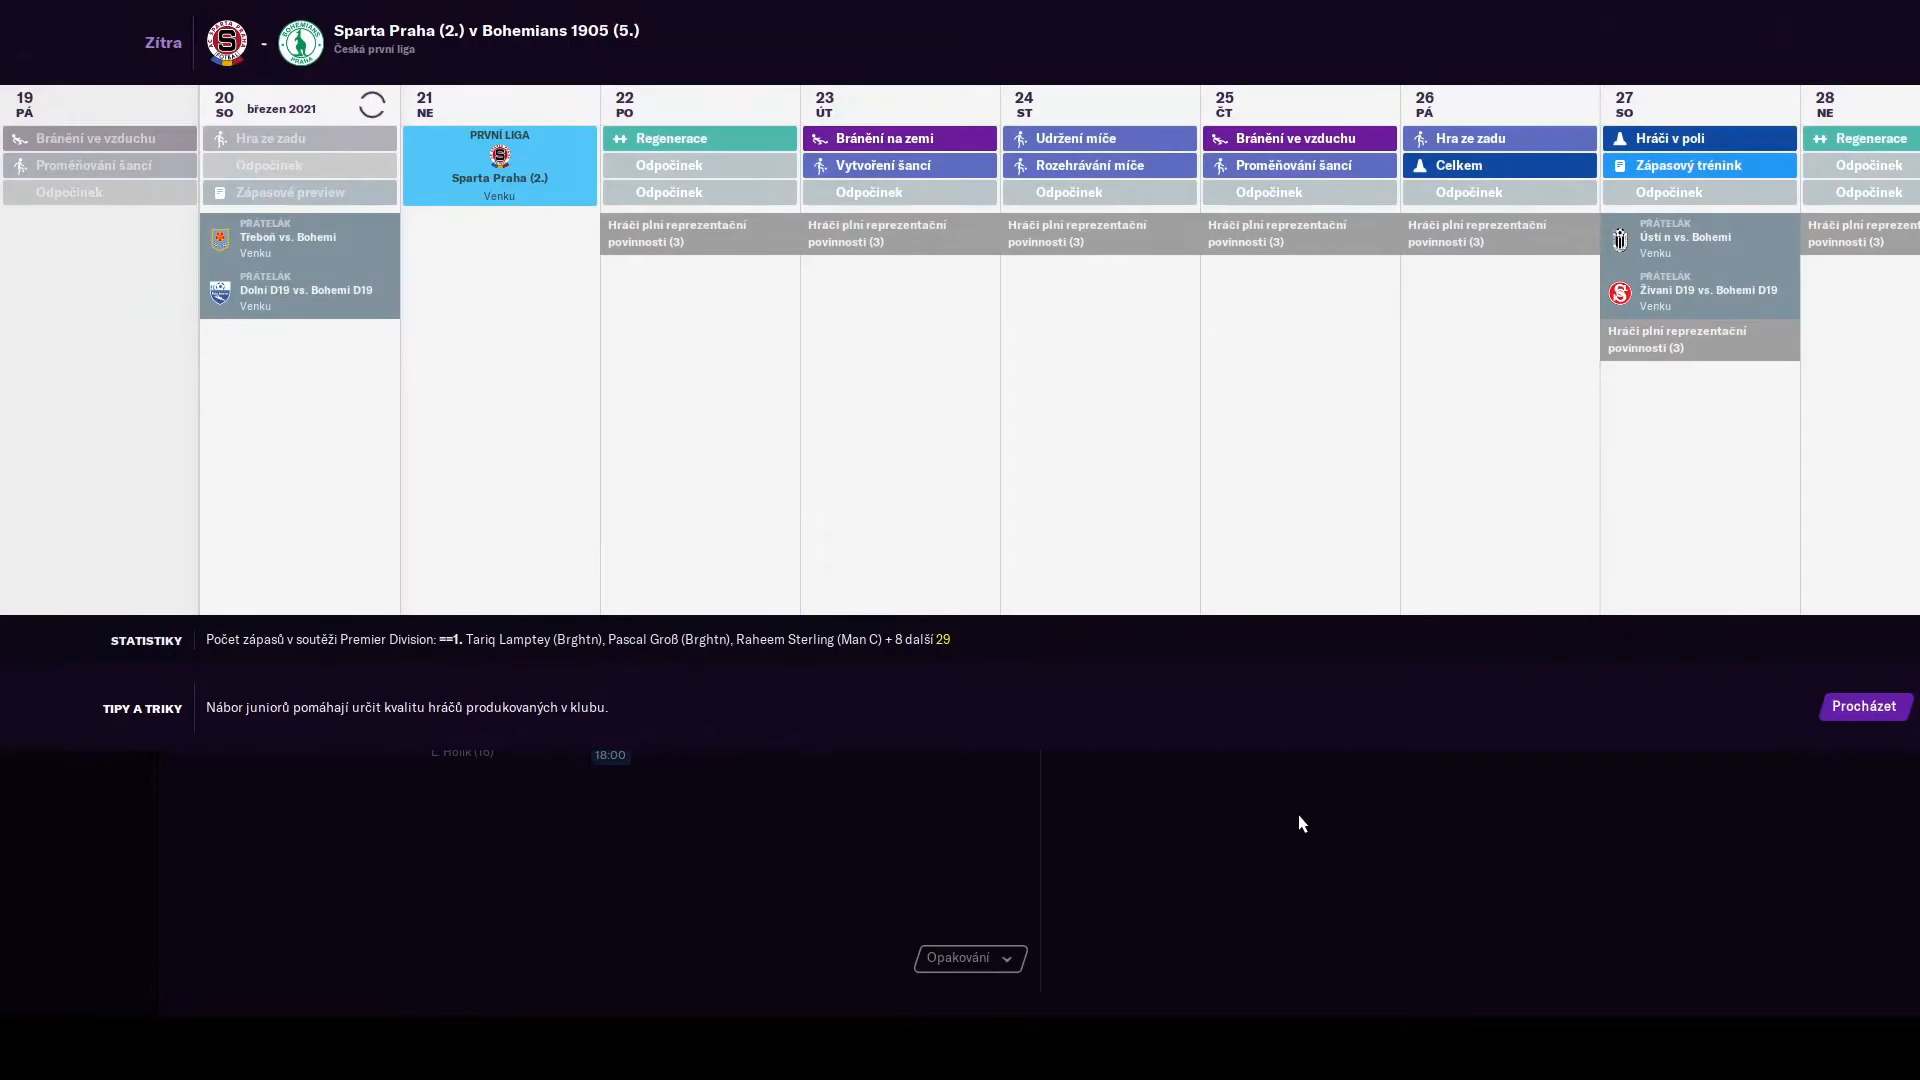 Zítra
Sparta Praha (2.) v Bohemians 1905 (5.)
Česká první liga
19
PÁ
Bránění ve vzduchu
Proměňování šancí
Odpočinek
20
SO
březen 2021
Hra ze zadu
Odpočinek
Zápasové preview
PŘÁTELÁK
Třeboň vs. Bohemi
Venku
PŘÁTELÁK
Dolní D19 vs. Bohemi D19
Venku
21
NE
PRVNÍ LIGA
Sparta Praha (2.)
Venku
22
PO
Regenerace
Odpočinek
Odpočinek
Hráči plní reprezentační
povinnosti (3)
23
ÚT
Bránění na zemi
Vytvoření šancí
Odpočinek
Hráči plní reprezentační
povinnosti (3)
24
ST
Udržení míče
Rozehrávání míče
Odpočinek
Hráči plní reprezentační
povinnosti (3)
25
ČT
Bránění ve vzduchu
Proměňování šancí
Odpočinek
Hráči plní reprezentační
povinnosti (3)
26
PÁ
Hra ze zadu
Celkem
Odpočinek
Hráči plní reprezentační
povinnosti (3)
27
SO
Hráči v poli
Zápasový trénink
Odpočinek
PŘÁTELÁK
Ústí n vs. Bohemi
Venku
PŘÁTELÁK
Živani D19 vs. Bohemi D19
Venku
Hráči plní reprezentační
povinnosti (3)
28
NE
Regenerace
Odpočinek
Odpočinek
Hráči plní reprezent
povinnosti (3)
STATISTIKY
Počet zápasů v soutěži Premier Division: ==1. Tariq Lamptey (Brghtn), Pascal Groß (Brghtn), Raheem Sterling (Man C) + 8 další 29
TIPY A TRIKY
Nábor juniorů pomáhají určit kvalitu hráčů produkovaných v klubu.
Procházet
L. Holík (16)
18:00
Opakování